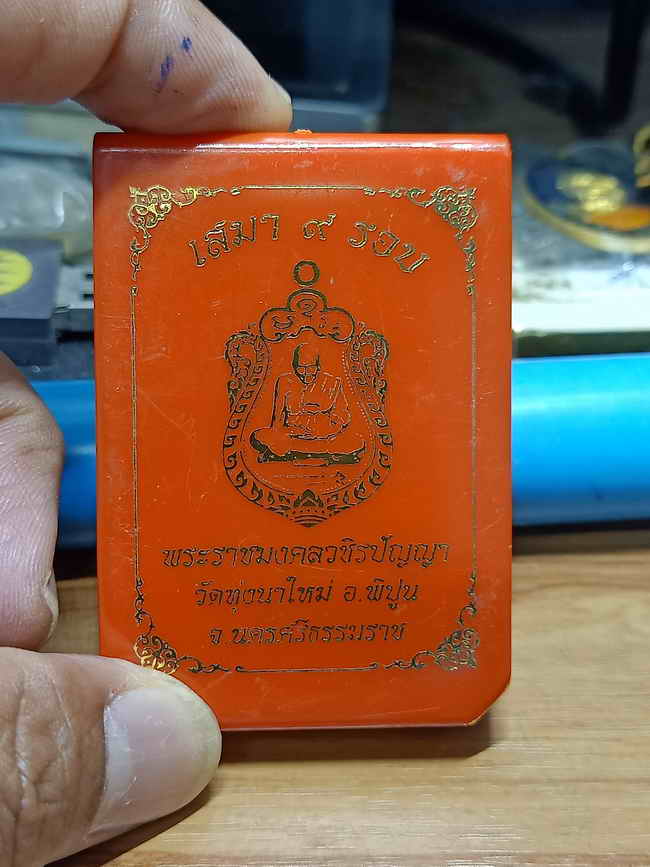 เสมา ๙ รอบ
พระราชมงคลวชิรปัญญา
วัดทุ่งนาใหม่ อ.พิปูน
จ.นครศรีธรรมราช